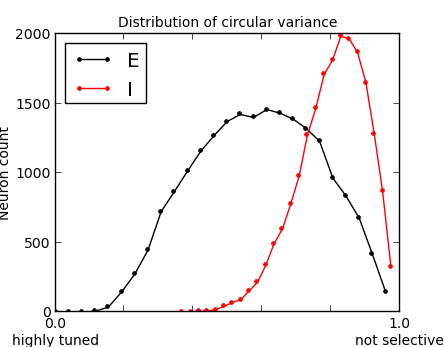 Distribution of circular variance
2000
1500
1000
500
0
Neuron count
E
I
0.0
1.0
highly tuned
not selective